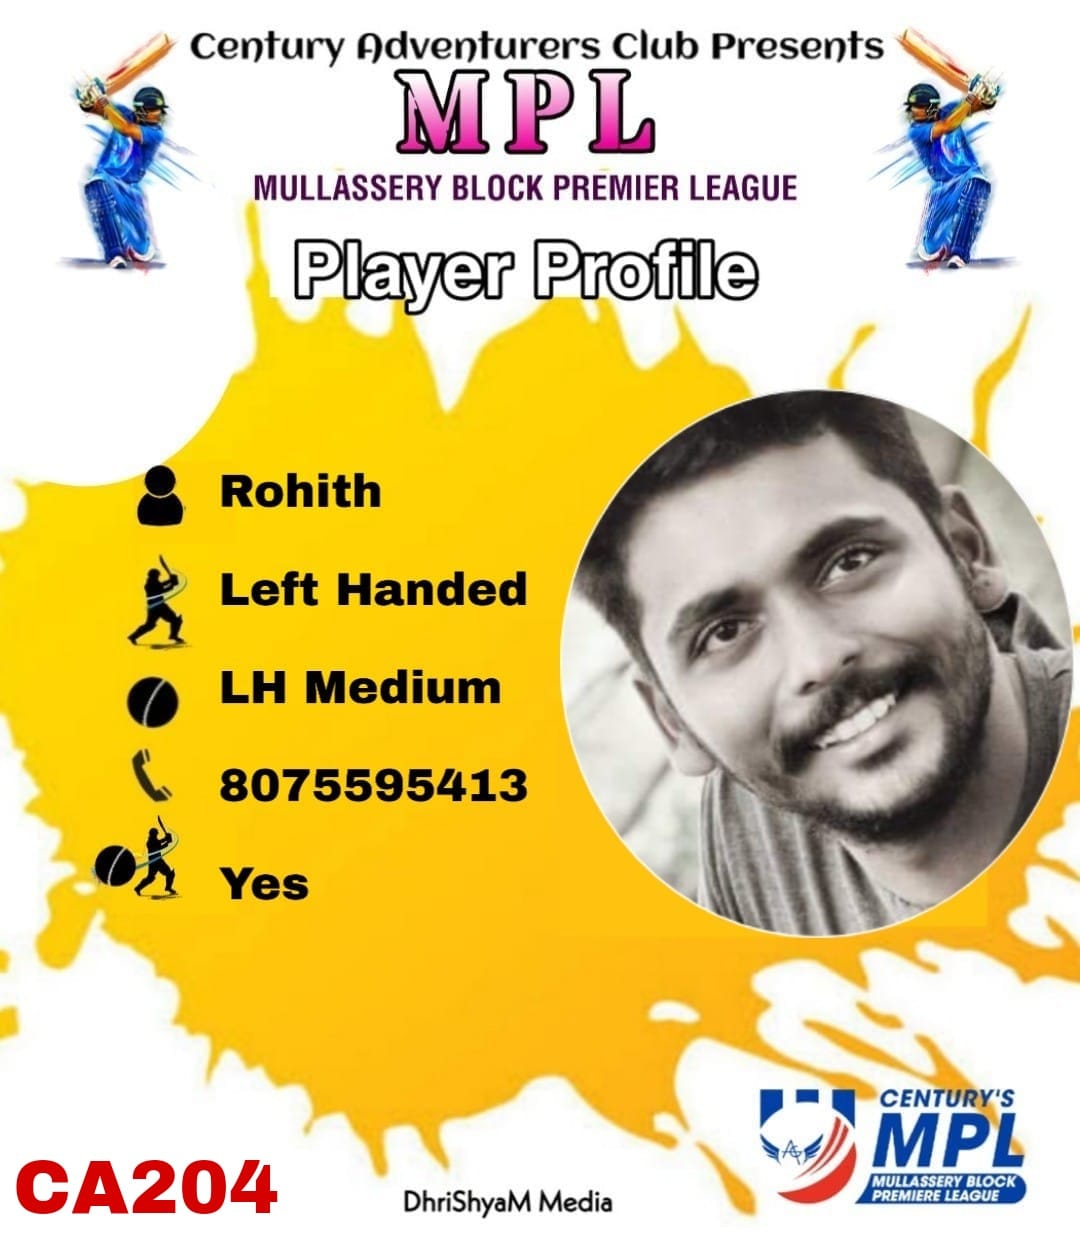 Century Adventurers Club Presents
MPL
MULLASSERY BLOCK PREMIER LEAGUE
Player Profile
Rohith
Left Handed
LH Medium
8075595413
Yes
CENTURY'S
MPL
MULLASSERY BLOCK
PREMIERE LEAGUE
CA204
DhriShyaM Media